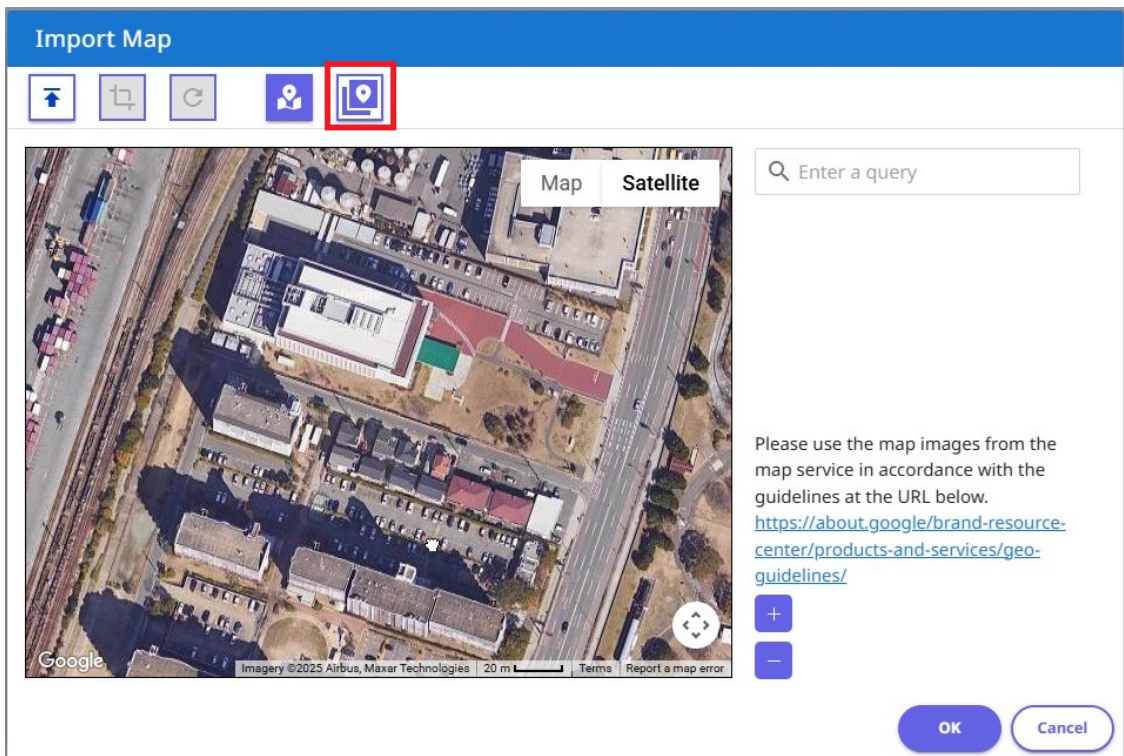 Import Map
Map Satellite
Enter a query
Please use the map images from the
map service in accordance with the
guidelines at the URL below.
https://about.google/brand-resource-
center/products-and-services/geo-
guidelines/
+
−
Google
Imagery ©2025 Airbus, Maxar Technologies 20 m Terms Report a map error
OK Cancel